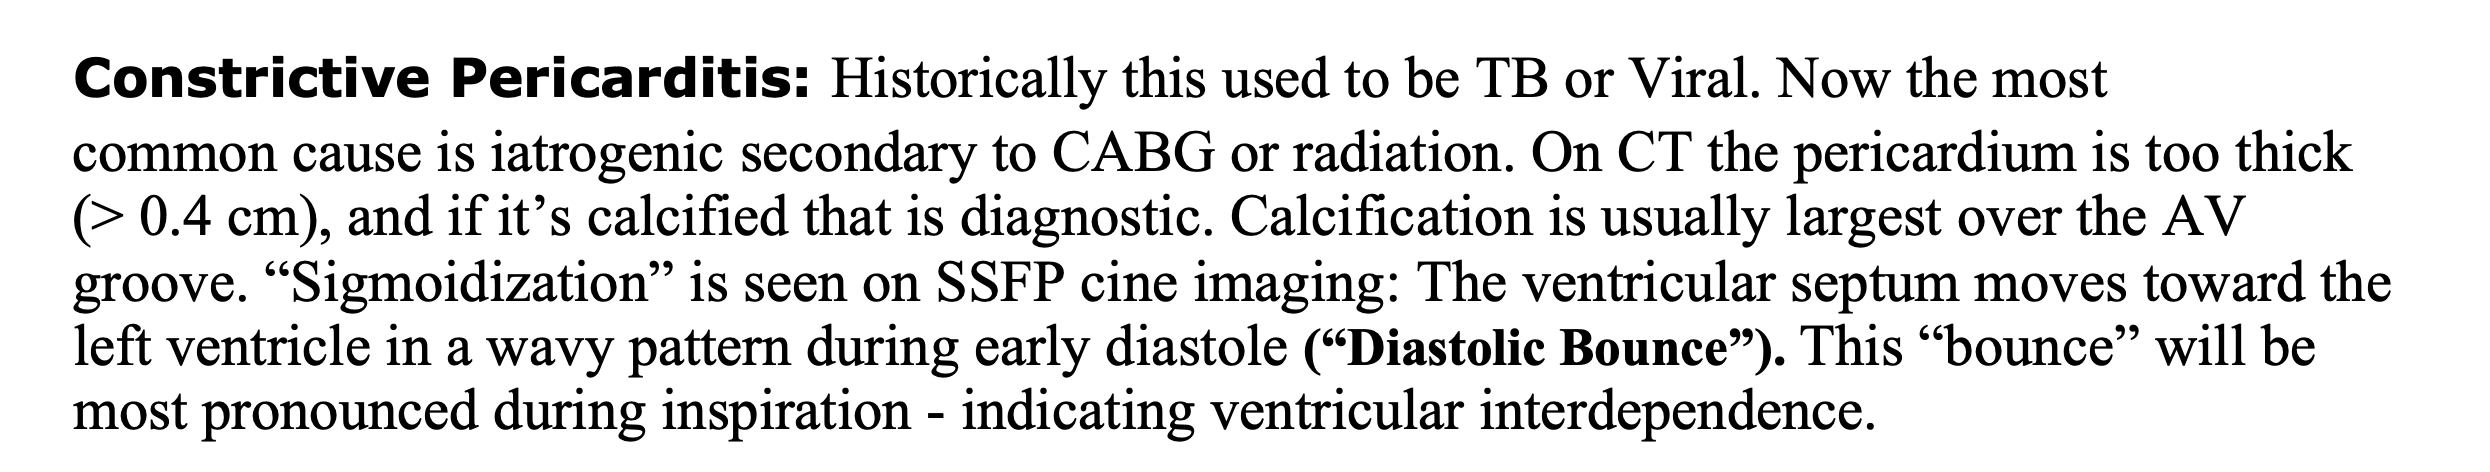 Constrictive Pericarditis: Historically this used to be TB or Viral. Now the most
common cause is iatrogenic secondary to CABG or radiation. On CT the pericardium is too thick
(> 0.4 cm), and if it’s calcified that is diagnostic. Calcification is usually largest over the AV
groove. “Sigmoidization” is seen on SSFP cine imaging: The ventricular septum moves toward the
left ventricle in a wavy pattern during early diastole (“Diastolic Bounce”). This “bounce” will be
most pronounced during inspiration - indicating ventricular interdependence.